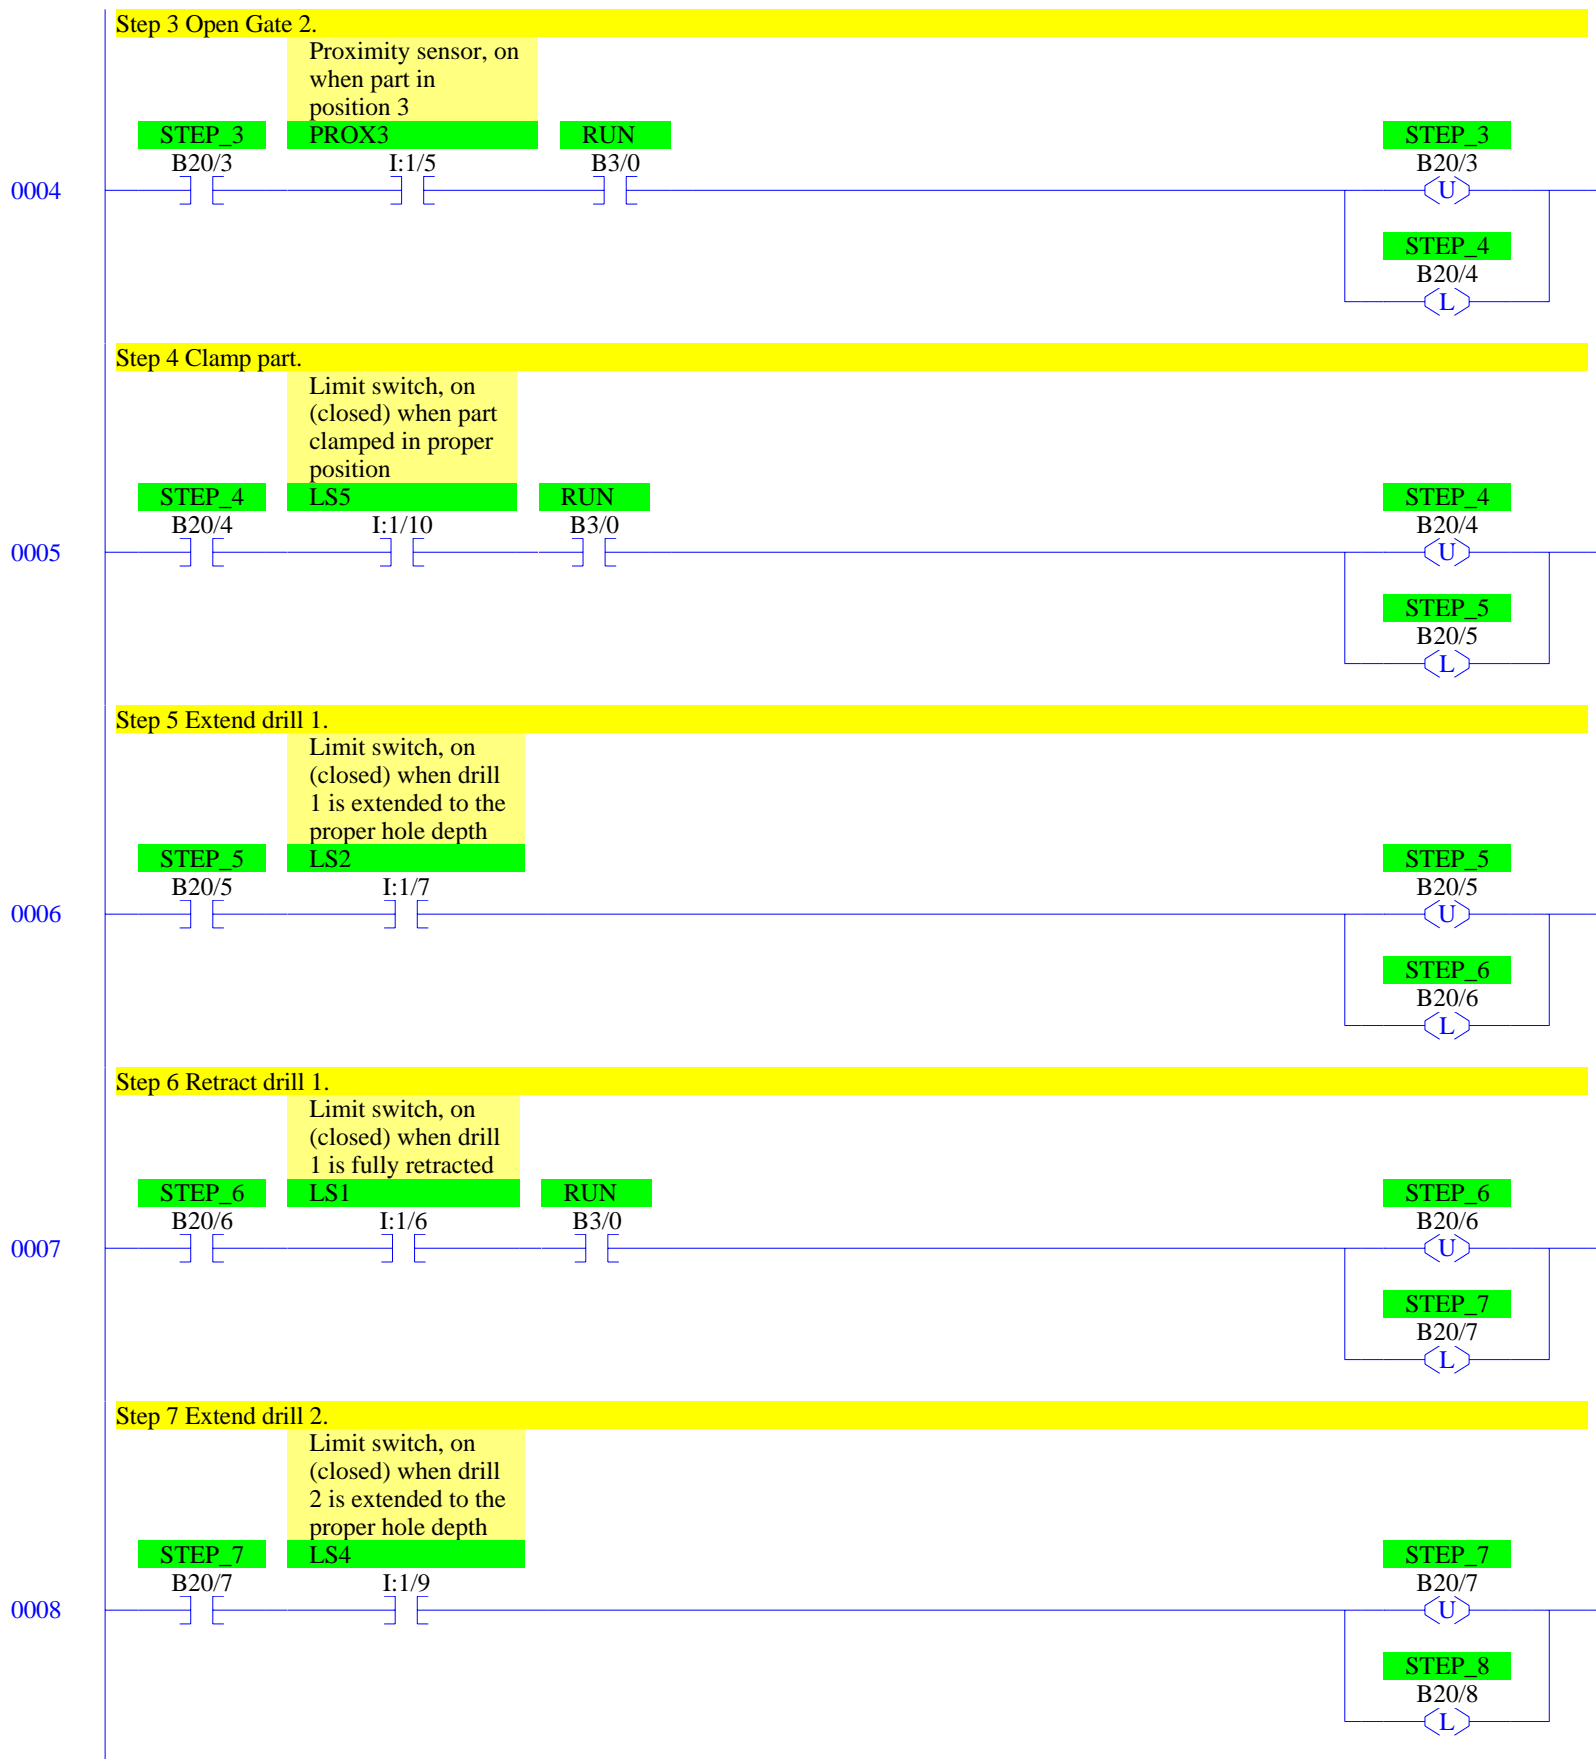 Step 3 Open Gate 2.
Proximity sensor, on
when part in
position 3
STEP_3 PROX3 RUN STEP_3
B20/3 I:1/5 B3/0 B20/3
0004 U
STEP_4
B20/4
L
Step 4 Clamp part.
Limit switch, on
(closed) when part
clamped in proper
position
STEP_4 LS5 RUN STEP_4
B20/4 I:1/10 B3/0 B20/4
0005 U
STEP_5
B20/5
L
Step 5 Extend drill 1.
Limit switch, on
(closed) when drill
1 is extended to the
proper hole depth
STEP_5 LS2 STEP_5
B20/5 I:1/7 B20/5
0006 U
STEP_6
B20/6
L
Step 6 Retract drill 1.
Limit switch, on
(closed) when drill
1 is fully retracted
STEP_6 LS1 RUN STEP_6
B20/6 I:1/6 B3/0 B20/6
0007 U
STEP_7
B20/7
L
Step 7 Extend drill 2.
Limit switch, on
(closed) when drill
2 is extended to the
proper hole depth
STEP_7 LS4 STEP_7
B20/7 I:1/9 B20/7
0008 U
STEP_8
B20/8
L